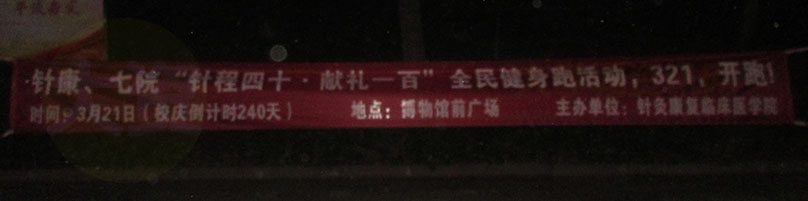 针康、七院“针程四十·献礼一百”全民健身跑活动，321，开跑！
时间：3月21日（校庆倒计时240天） 地点：博物馆前广场 主办单位：针灸康复临床医学院